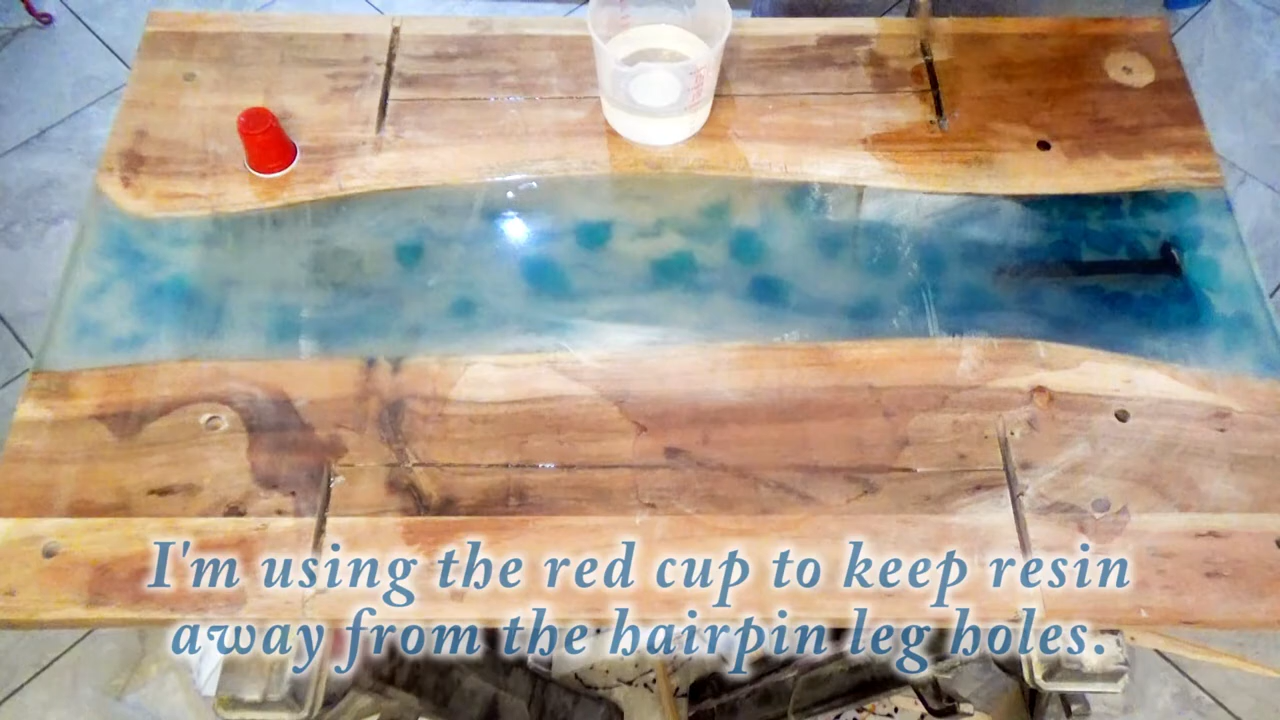 I'm using the red cup to keep resin
away from the hairpin leg holes.